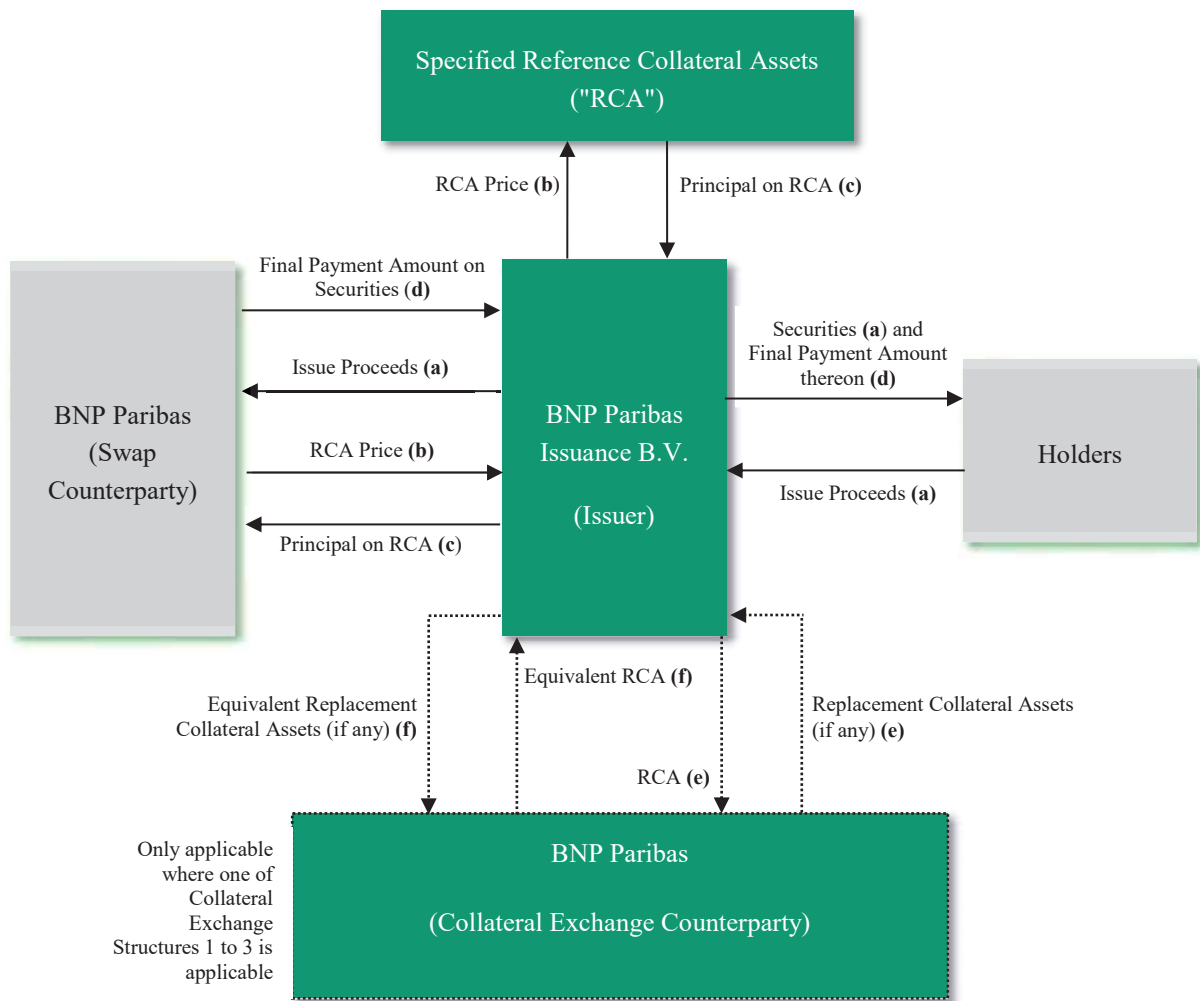 Specified Reference Collateral Assets
("RCA")
RCA Price (b)
Principal on RCA (c)
Final Payment Amount on
Securities (d)
Issue Proceeds (a)
RCA Price (b)
Principal on RCA (c)
BNP Paribas
(Swap
Counterparty)
BNP Paribas
Issuance B.V.
(Issuer)
Securities (a) and
Final Payment Amount
thereon (d)
Issue Proceeds (a)
Holders
Equivalent Replacement
Collateral Assets (if any) (f)
Equivalent RCA (f)
RCA (e)
Replacement Collateral Assets
(if any) (e)
Only applicable
where one of
Collateral
Exchange
Structures 1 to 3 is
applicable
BNP Paribas
(Collateral Exchange Counterparty)